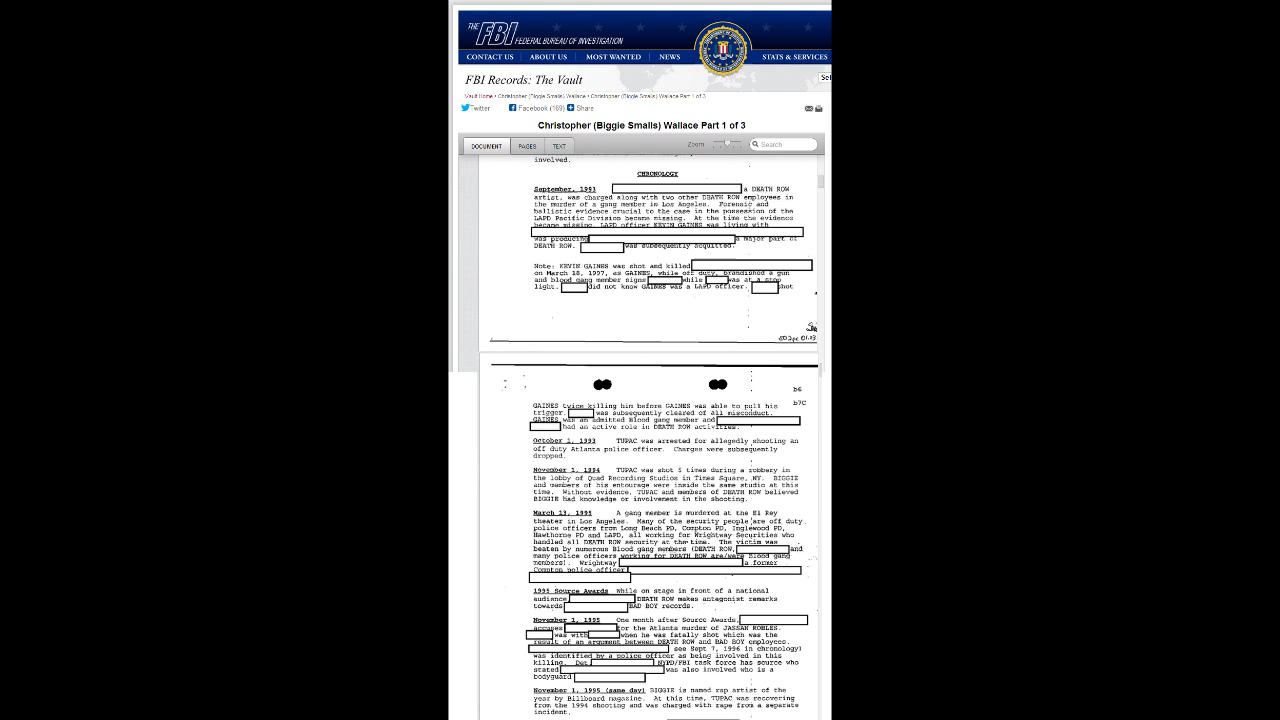 THE FBI FEDERAL BUREAU OF INVESTIGATION
CONTACT US ABOUT US MOST WANTED NEWS STATS & SERVICES
FBI Records: The Vault
Vault Home • Christopher (Biggie Smalls) Wallace • Christopher (Biggie Smalls) Wallace Part 1 of 3
Twitter Facebook (169) Share
Christopher (Biggie Smalls) Wallace Part 1 of 3
DOCUMENT PAGES TEXT Zoom Search
involved.
CHRONOLOGY
September, 1993 a DEATH ROW
artist, was charged along with two other DEATH ROW employees in
the murder of a gang member in Los Angeles. Forensic and
ballistic evidence crucial to the case in the possession of the
LAPD Pacific Division became missing. At the time the evidence
became missing, LAPD officer KEVIN GAINES was living with
was producing a major part of
DEATH ROW. was subsequently acquitted.
Note: KEVIN GAINES was shot and killed
on March 18, 1997, as GAINES, while off duty, brandished a gun
and blood gang member signs while was at a stop
light. did not know GAINES was a LAPD officer. shot
b6
b7C
GAINES twice killing him before GAINES was able to pull his
trigger. was subsequently cleared of all misconduct.
GAINES was an admitted Blood gang member and
had an active role in DEATH ROW activities.
October 1, 1993 TUPAC was arrested for allegedly shooting an
off duty Atlanta police officer. Charges were subsequently
dropped.
November 1, 1994 TUPAC was shot 5 times during a robbery in
the lobby of Quad Recording Studios in Times Square, NY. BIGGIE
and members of his entourage were inside the same studio at this
time. Without evidence, TUPAC and members of DEATH ROW believed
BIGGIE had knowledge or involvement in the shooting.
March 13, 1995 A gang member is murdered at the El Rey
theater in Los Angeles. Many of the security people are off duty
police officers from Long Beach PD, Compton PD, Inglewood PD,
Hawthorne PD and LAPD, all working for Wrightway Securities who
handled all DEATH ROW security at the time. The victim was
beaten by numerous Blood gang members (DEATH ROW, and
many police officers working for DEATH ROW are/were Blood gang
members). Wrightway a former
Compton police officer
1995 Source Awards While on stage in front of a national
audience, DEATH ROW makes antagonist remarks
towards BAD BOY records.
November 1, 1995 One month after Source Awards,
accuses for the Atlanta murder of JASSAN ROBLES.
was with when he was fatally shot which was the
result of an argument between DEATH ROW and BAD BOY employees.
see Sept 7, 1996 in chronology)
was identified by a police officer as being involved in this
killing. Det. NYPD/FBI task force has source who
stated was also involved who is a
bodyguard
November 1, 1995 (same day) BIGGIE is named rap artist of the
year by Billboard magazine. At this time, TUPAC was recovering
from the 1994 shooting and was charged with rape from a separate
incident.